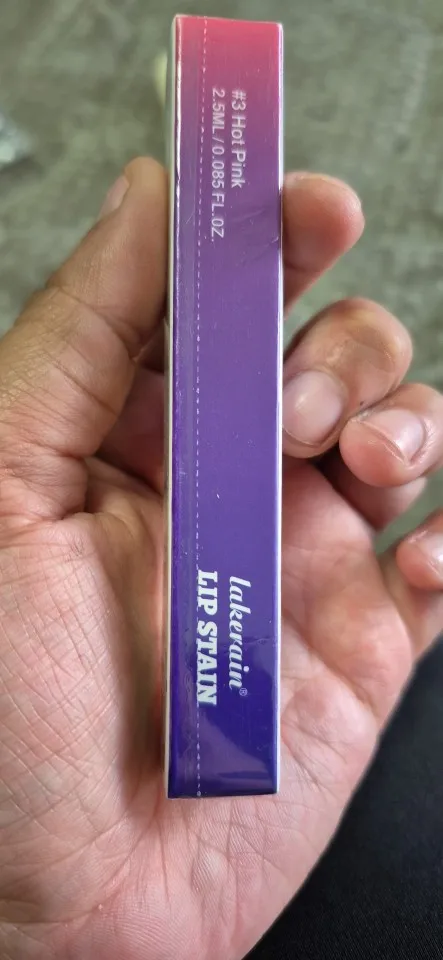 #3 Hot Pink
2.5ML/0.085 FL.OZ.
lakerain®
LIP STAIN